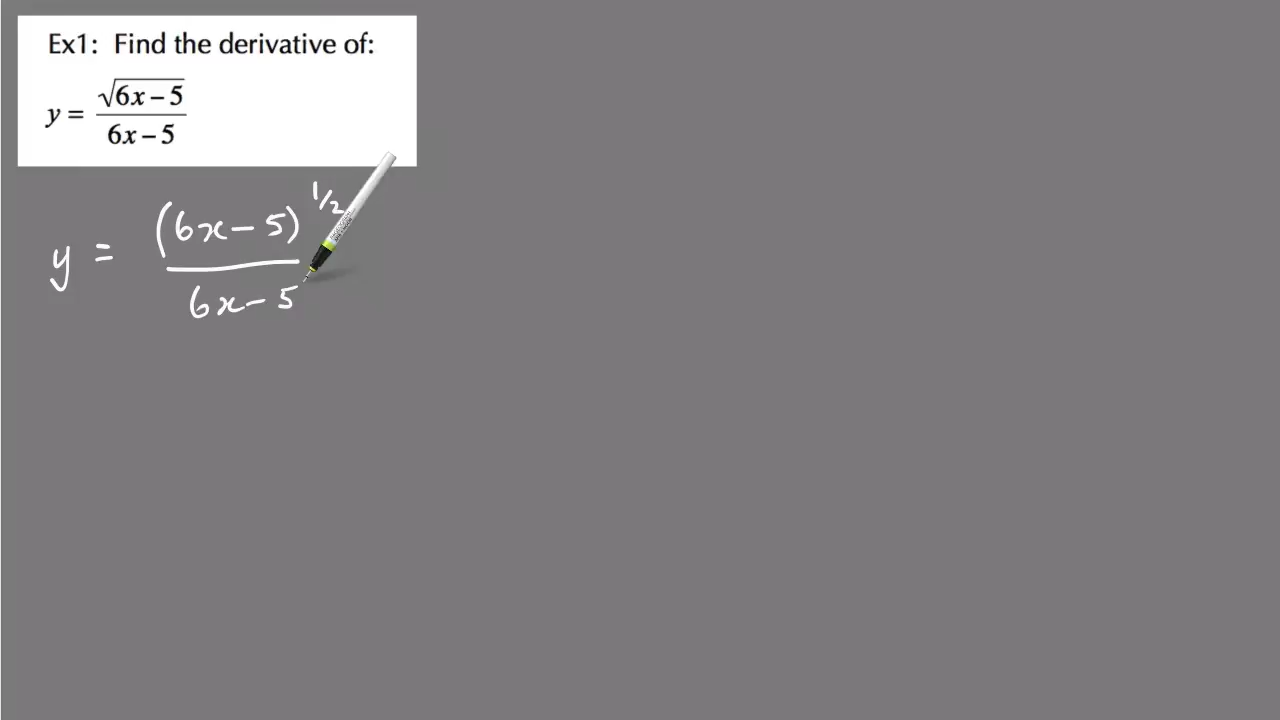 Ex1: Find the derivative of:
y = √(6x – 5) / (6x – 5)
y = (6x – 5)^1/2 / (6x – 5)